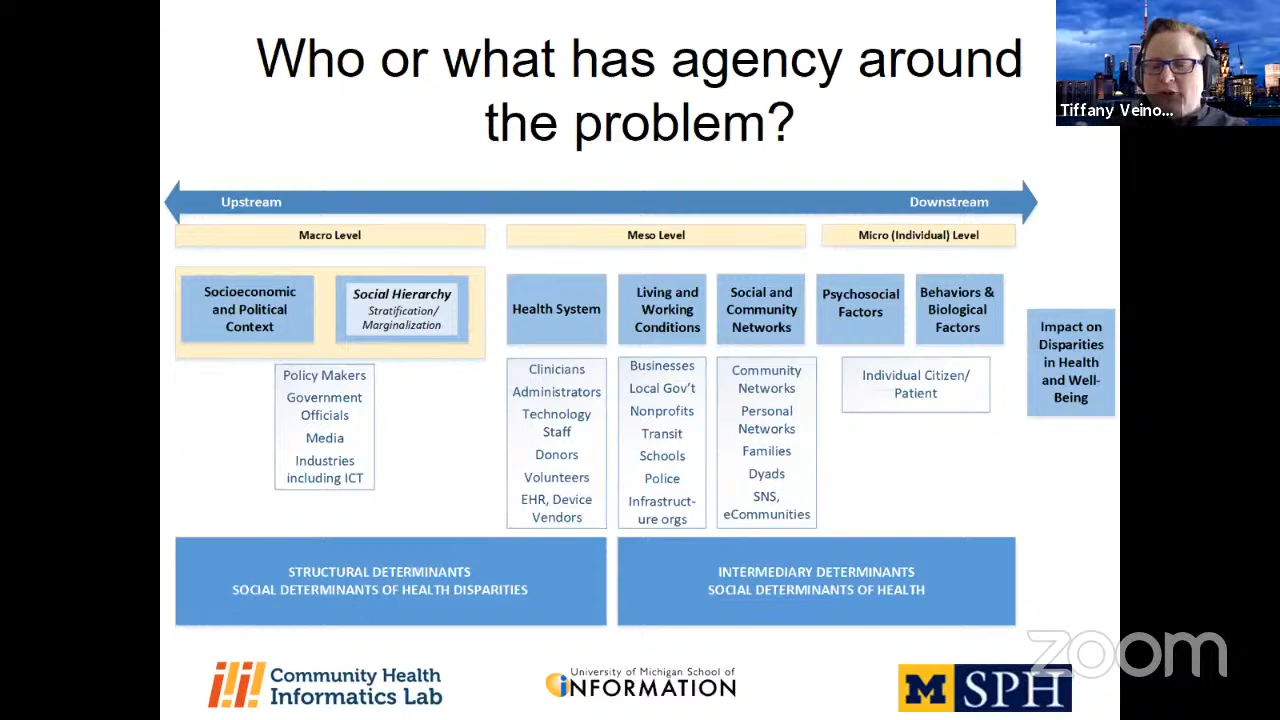 Who or what has agency around
the problem?
Tiffany Veino...
Upstream
Downstream
Macro Level
Meso Level
Micro (Individual) Level
Socioeconomic
and Political
Context
Social Hierarchy
Stratification/
Marginalization
Health System
Living and
Working
Conditions
Social and
Community
Networks
Psychosocial
Factors
Behaviors &
Biological
Factors
Impact on
Disparities
in Health
and Well-
Being
Policy Makers
Government
Officials
Media
Industries
including ICT
Clinicians
Administrators
Technology
Staff
Donors
Volunteers
EHR, Device
Vendors
Businesses
Local Gov't
Nonprofits
Transit
Schools
Police
Infrastruct-
ure orgs
Community
Networks
Personal
Networks
Families
Dyads
SNS,
eCommunities
Individual Citizen/
Patient
STRUCTURAL DETERMINANTS
SOCIAL DETERMINANTS OF HEALTH DISPARITIES
INTERMEDIARY DETERMINANTS
SOCIAL DETERMINANTS OF HEALTH
Community Health
Informatics Lab
University of Michigan School of
iNFORMATION
M SPH
zoom